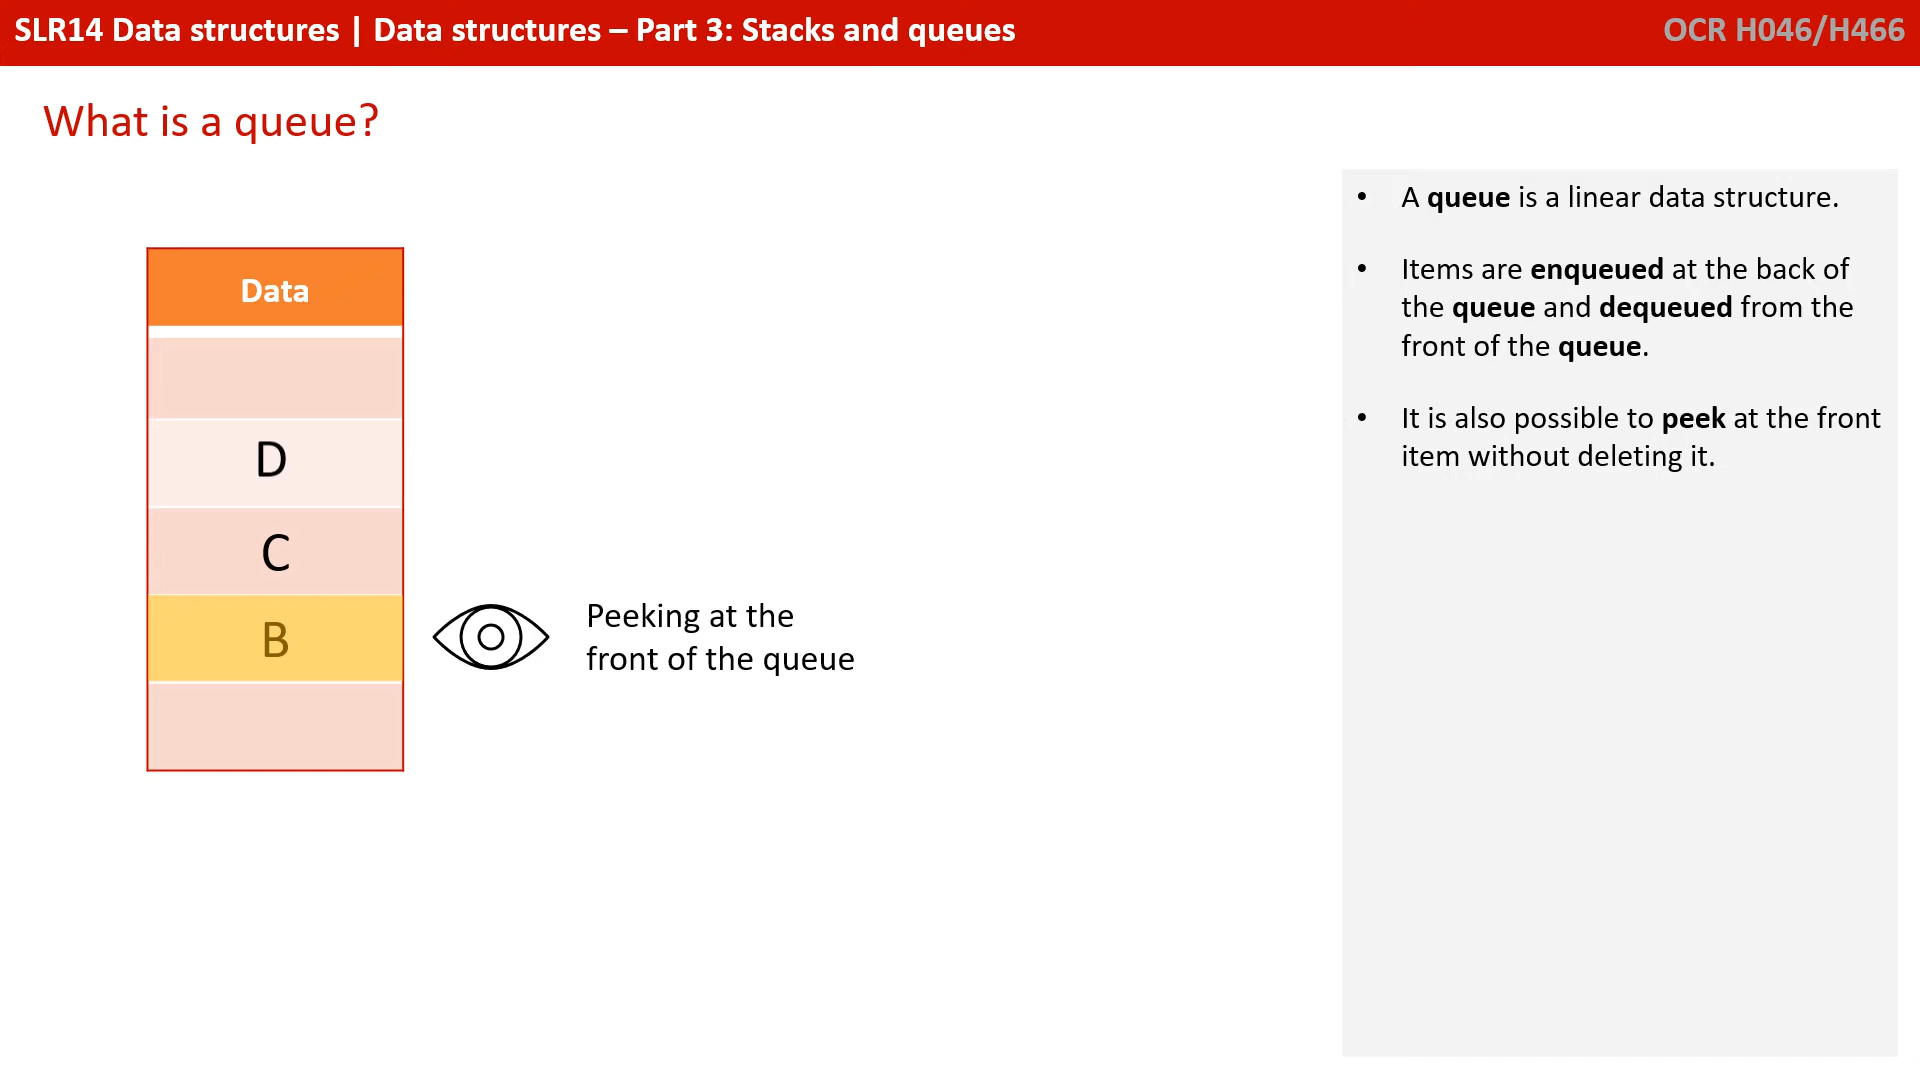 SLR14 Data structures | Data structures – Part 3: Stacks and queues
OCR H046/H466
What is a queue?
Data
D
C
B
Peeking at the
front of the queue
• A queue is a linear data structure.
• Items are enqueued at the back of
the queue and dequeued from the
front of the queue.
• It is also possible to peek at the front
item without deleting it.